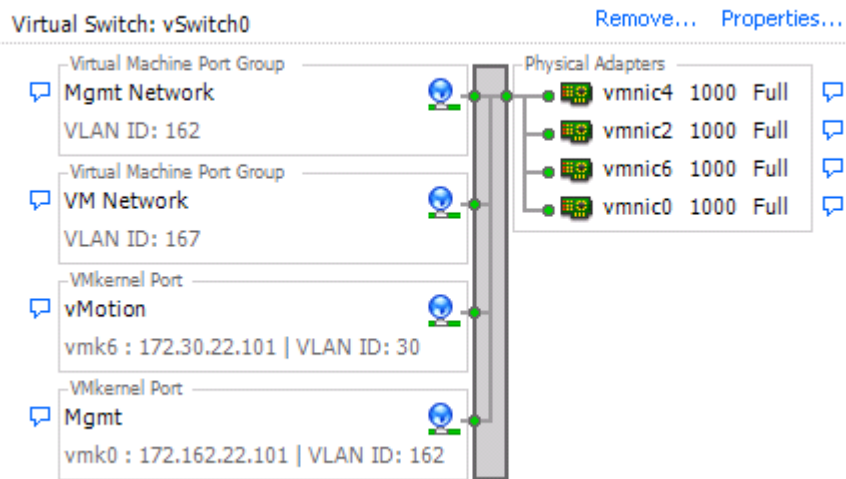 Virtual Switch: vSwitch0
Remove... Properties...
Virtual Machine Port Group
Mgmt Network
VLAN ID: 162
Virtual Machine Port Group
VM Network
VLAN ID: 167
VMkernel Port
vMotion
vmk6 : 172.30.22.101 | VLAN ID: 30
VMkernel Port
Mgmt
vmk0 : 172.162.22.101 | VLAN ID: 162
Physical Adapters
vmnic4 1000 Full
vmnic2 1000 Full
vmnic6 1000 Full
vmnic0 1000 Full